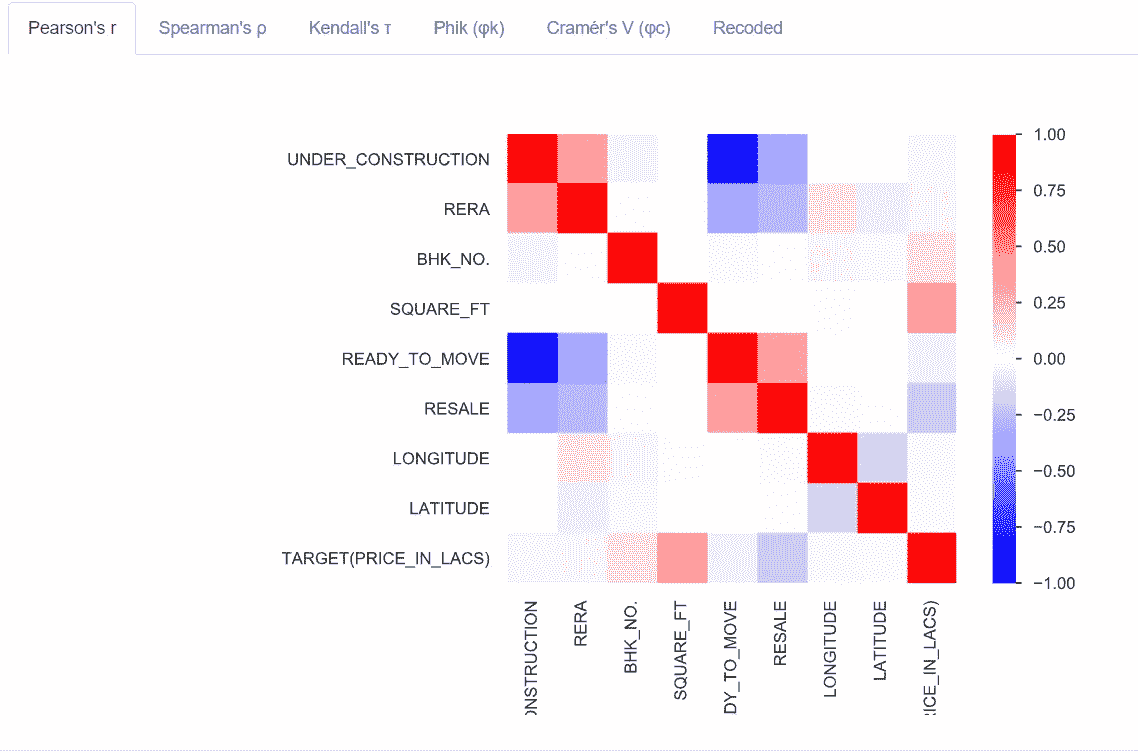 Pearson's r Spearman's ρ Kendall's τ Phik (φk) Cramér's V (φc) Recoded
UNDER_CONSTRUCTION
RERA
BHK_NO.
SQUARE_FT
READY_TO_MOVE
RESALE
LONGITUDE
LATITUDE
TARGET(PRICE_IN_LACS)
ONSTRUCTION
RERA
BHK_NO.
SQUARE_FT
DY_TO_MOVE
RESALE
LONGITUDE
LATITUDE
RICE_IN_LACS)
1.00
0.75
0.50
0.25
0.00
−0.25
−0.50
−0.75
−1.00